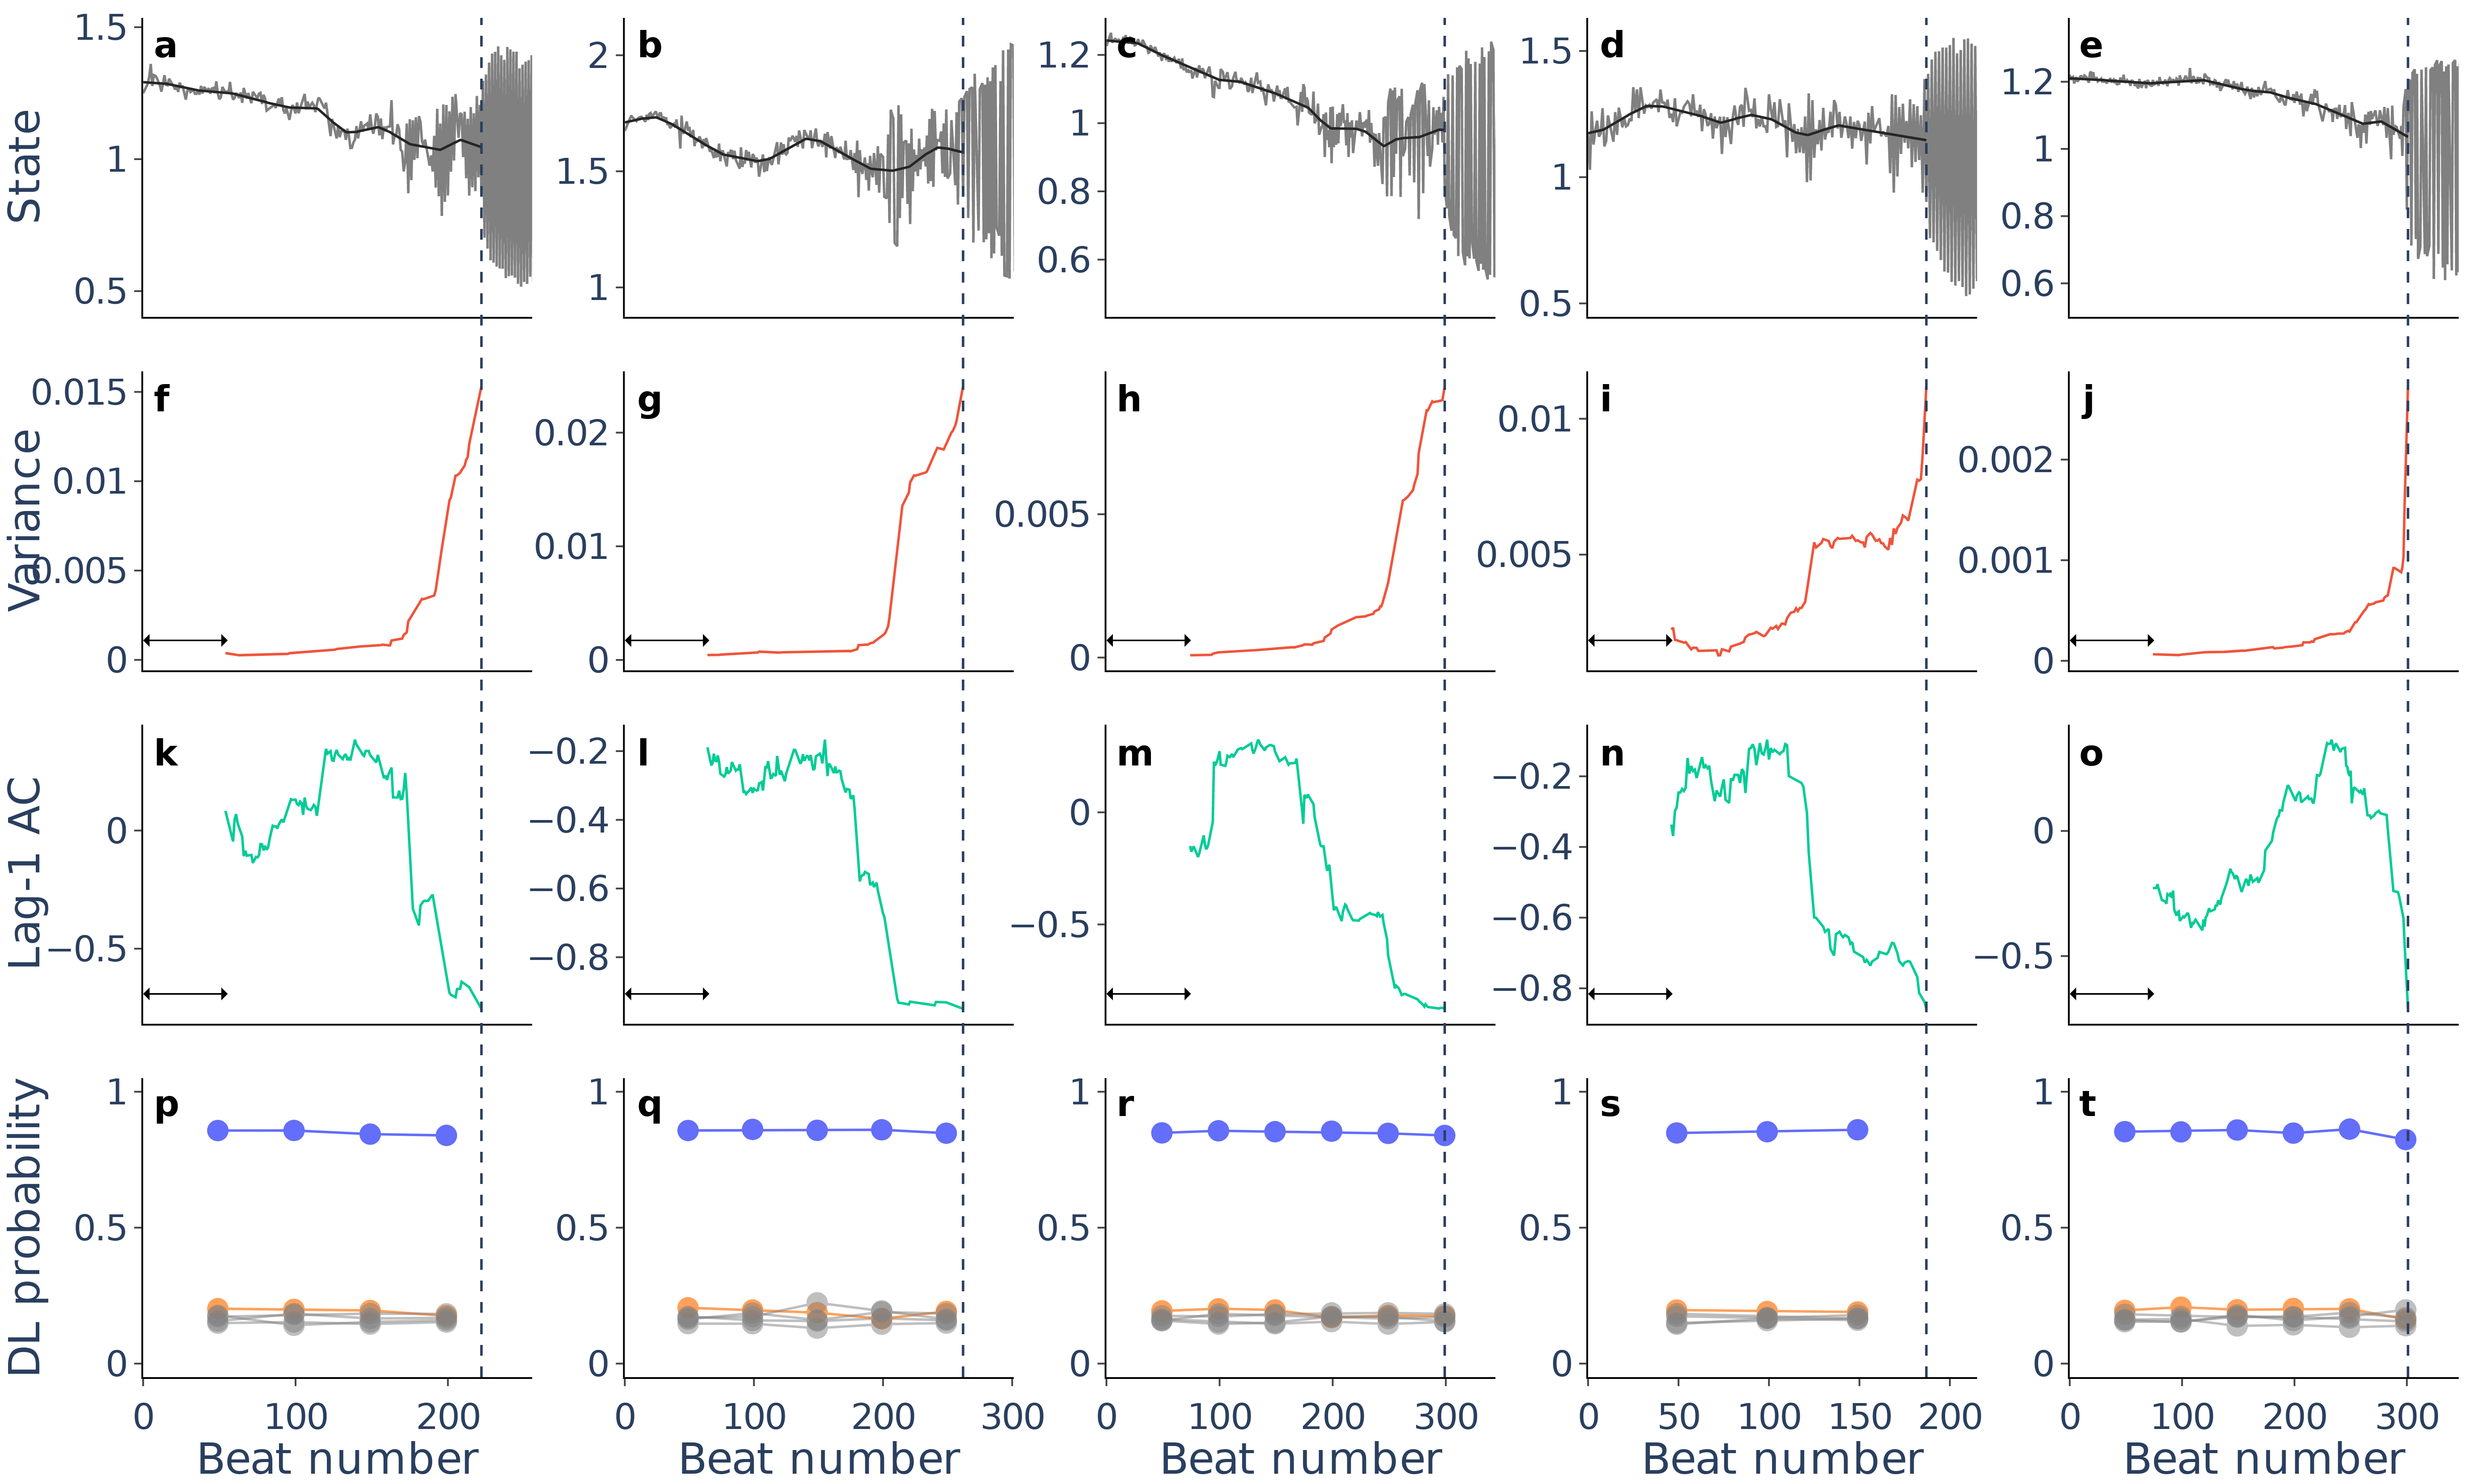 State
1.5
1
0.5
a
2
1.5
1
b
1.2
1
0.8
0.6
c
1.5
1
0.5
d
1.2
1
0.8
0.6
e
Variance
0.015
0.01
0.005
0
f
0.02
0.01
0
g
0.005
0
h
0.01
0.005
i
0.002
0.001
0
j
Lag-1 AC
0
−0.5
k
−0.2
−0.4
−0.6
−0.8
l
0
−0.5
m
−0.2
−0.4
−0.6
−0.8
n
0
−0.5
o
DL probability
1
0.5
0
p
1
0.5
0
q
1
0.5
0
r
1
0.5
0
s
1
0.5
0
t
0 100 200
0 100 200 300
0 100 200 300
0 50 100 150 200
0 100 200 300
Beat number
Beat number
Beat number
Beat number
Beat number